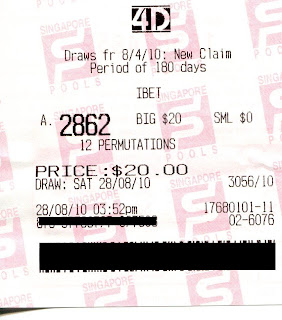 4D
Draws fr 8/4/10: New Claim
Period of 180 days
IBET
A. 2862 BIG $20 SML $0
12 PERMUTATIONS
PRICE:$20.00
DRAW: SAT 28/08/10 3056/10
28/08/10 03:52pm 17680101-11
02-6076
SINGAPORE POOLS